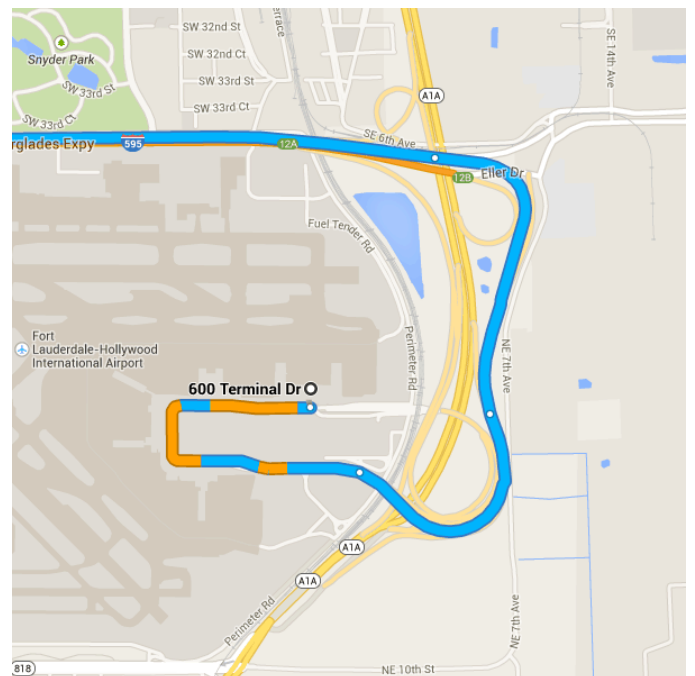 SW 32nd St
Snyder Park
SW 32nd Ct
SW 33rd St
SW 33rd St
SW 33rd Ct
SE 14th Ave
A1A
SE 6th Ave
rglades Expy
595
12A
12B
Eller Dr
Fuel Tender Rd
Perimeter Rd
NE 7th Ave
Fort
Lauderdale-Hollywood
International Airport
600 Terminal Dr
A1A
A1A
Perimeter Rd
NE 7th Ave
818
NE 10th St